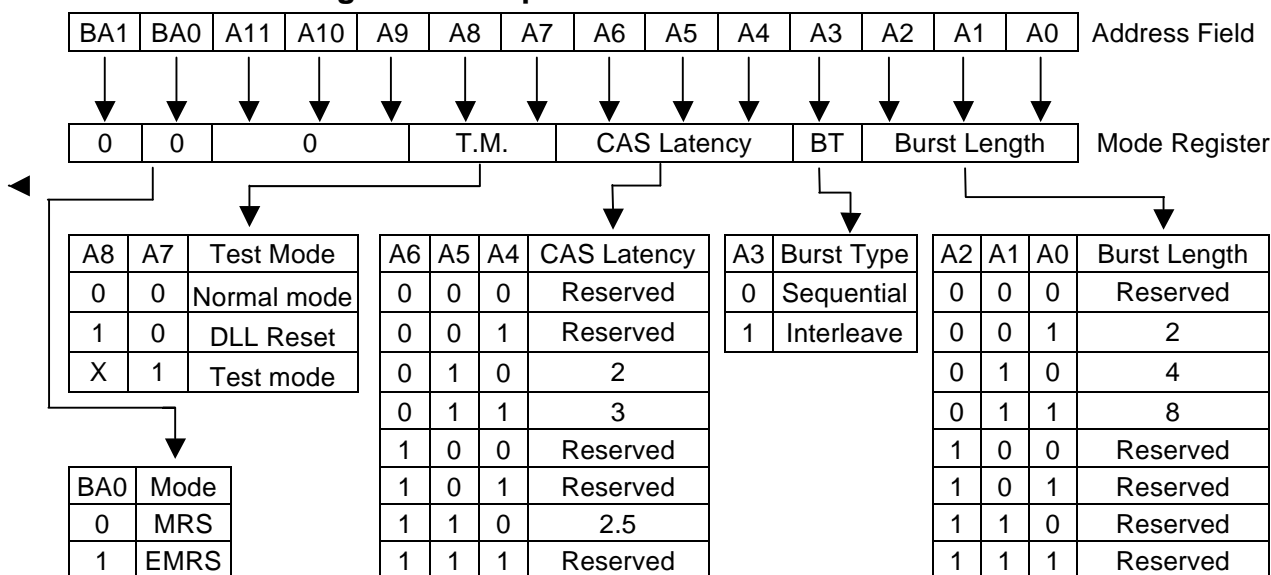 BA1 BA0 A11 A10 A9 A8 A7 A6 A5 A4 A3 A2 A1 A0 Address Field
0 0 0 T.M. CAS Latency BT Burst Length Mode Register
A8 A7 Test Mode
0 0 Normal mode
1 0 DLL Reset
X 1 Test mode
BA0 Mode
0 MRS
1 EMRS
A6 A5 A4 CAS Latency
0 0 0 Reserved
0 0 1 Reserved
0 1 0 2
0 1 1 3
1 0 0 Reserved
1 0 1 Reserved
1 1 0 2.5
1 1 1 Reserved
A3 Burst Type
0 Sequential
1 Interleave
A2 A1 A0 Burst Length
0 0 0 Reserved
0 0 1 2
0 1 0 4
0 1 1 8
1 0 0 Reserved
1 0 1 Reserved
1 1 0 Reserved
1 1 1 Reserved